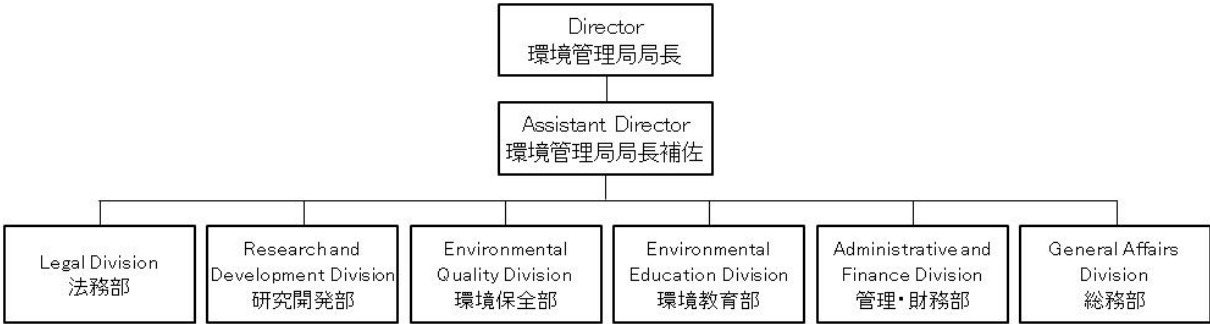 Director
環境管理局局長
Assistant Director
環境管理局局長補佐
Legal Division
法務部
Research and
Development Division
研究開発部
Environmental
Quality Division
環境保全部
Environmental
Education Division
環境教育部
Administrative and
Finance Division
管理・財務部
General Affairs
Division
総務部